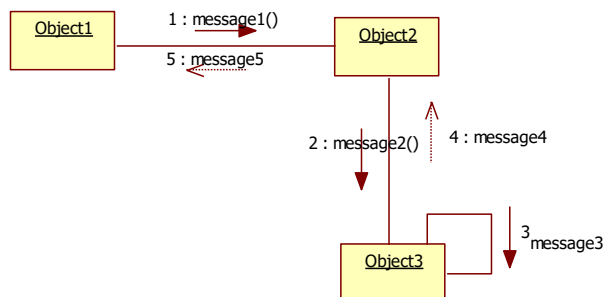 1 : message1()
Object1
Object2
5 : message5
2 : message2()
4 : message4
3
message3
Object3